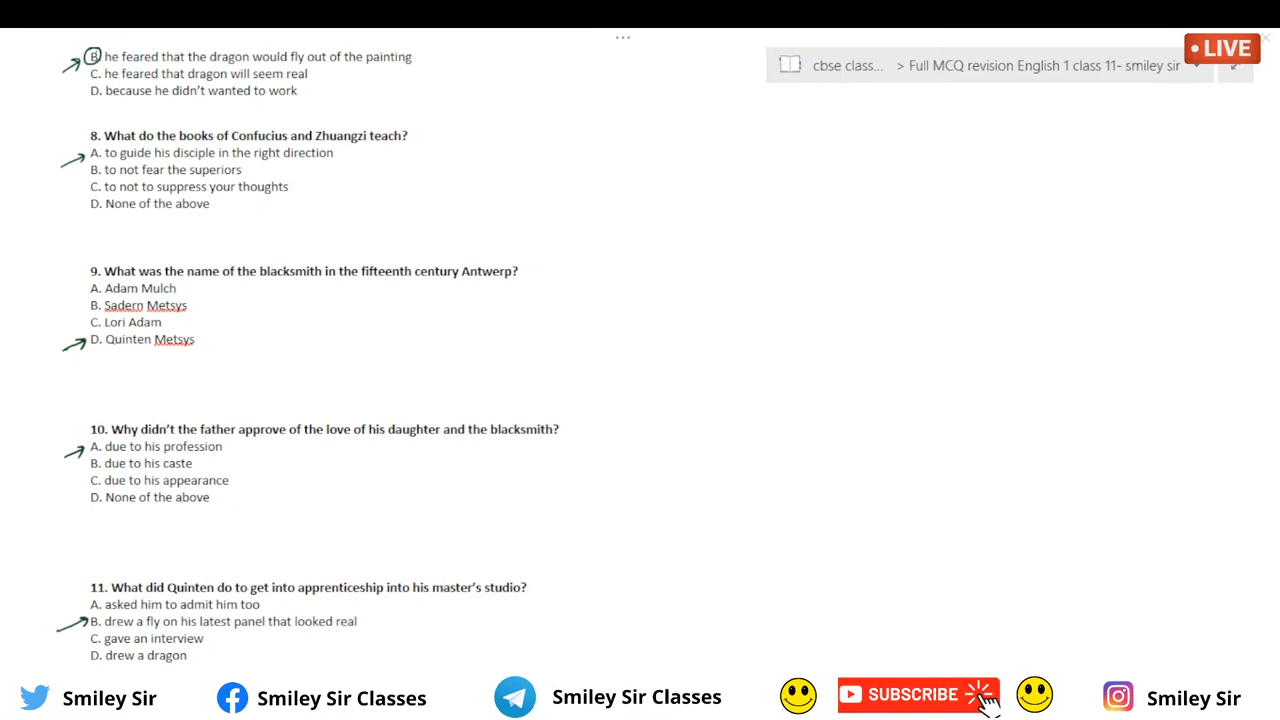 B. he feared that the dragon would fly out of the painting
C. he feared that dragon will seem real
D. because he didn't wanted to work
LIVE
cbse class... > Full MCQ revision English 1 class 11- smiley sir
8. What do the books of Confucius and Zhuangzi teach?
A. to guide his disciple in the right direction
B. to not fear the superiors
C. to not to suppress your thoughts
D. None of the above
9. What was the name of the blacksmith in the fifteenth century Antwerp?
A. Adam Mulch
B. Sadern Metsys
C. Lori Adam
D. Quinten Metsys
10. Why didn't the father approve of the love of his daughter and the blacksmith?
A. due to his profession
B. due to his caste
C. due to his appearance
D. None of the above
11. What did Quinten do to get into apprenticeship into his master's studio?
A. asked him to admit him too
B. drew a fly on his latest panel that looked real
C. gave an interview
D. drew a dragon
Smiley Sir
Smiley Sir Classes
Smiley Sir Classes
SUBSCRIBE
Smiley Sir